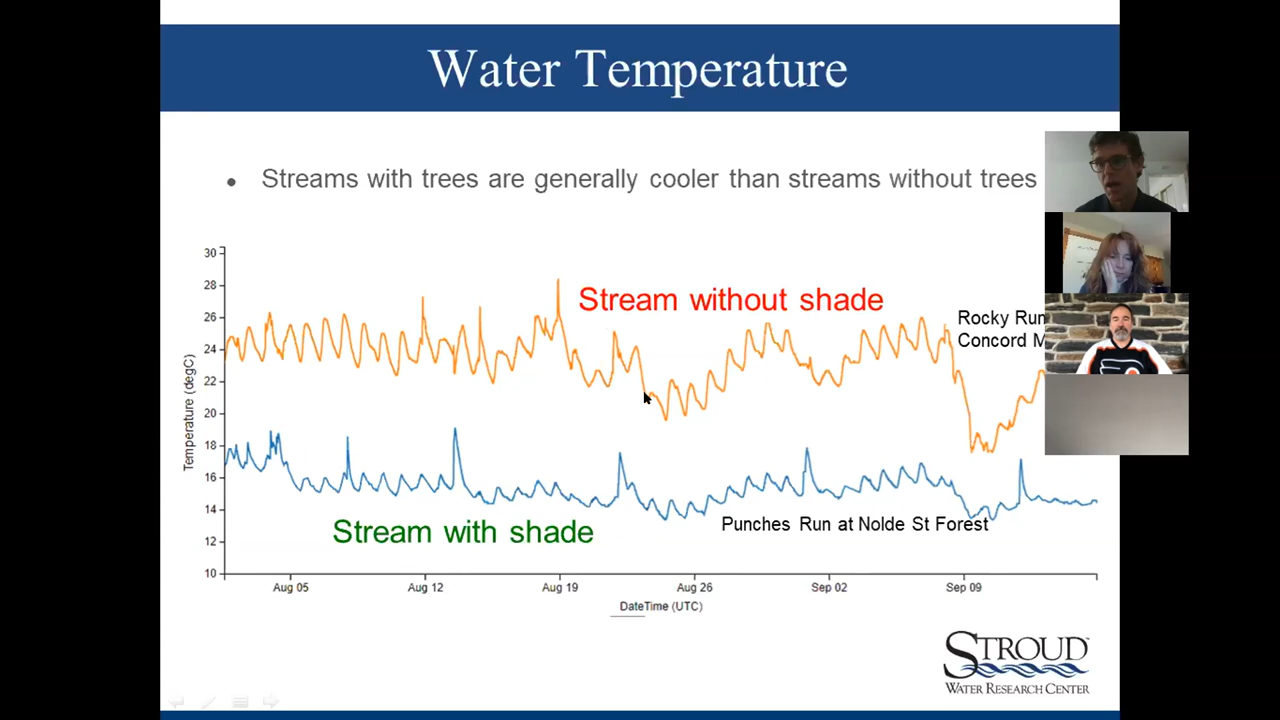 Water Temperature
• Streams with trees are generally cooler than streams without trees
30
28
26
24
22
20
18
16
14
12
10
Temperature (degC)
Stream without shade
Rocky Run
Concord M
Stream with shade
Punches Run at Nolde St Forest
Aug 05 Aug 12 Aug 19 Aug 26 Sep 02 Sep 09
DateTime (UTC)
STROUD
WATER RESEARCH CENTER